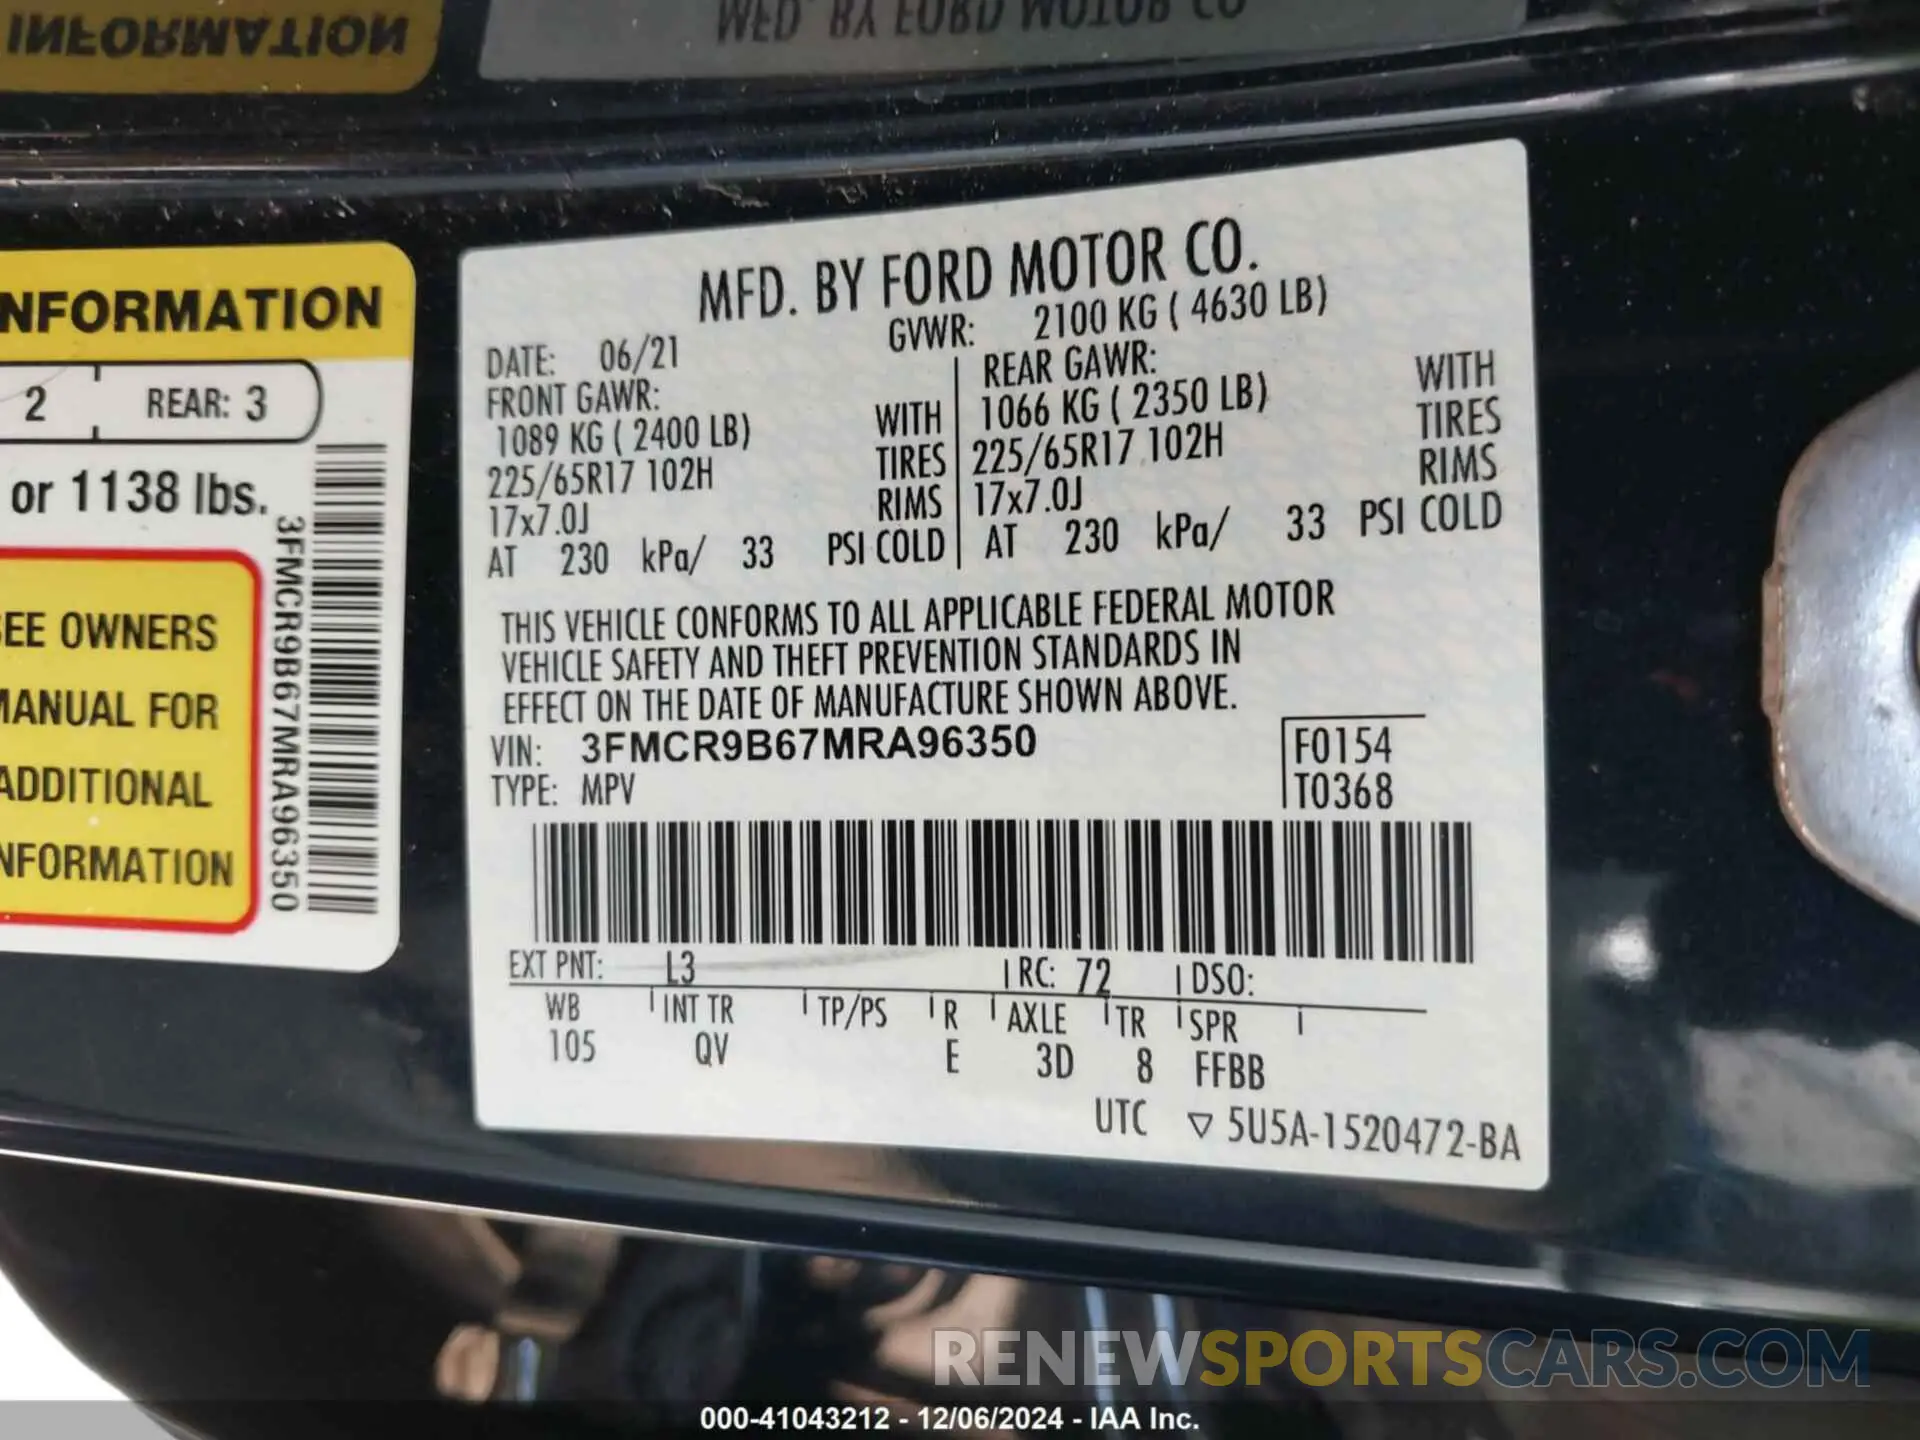 INFORMATION
MFD. BY FORD MOTOR CO
NFORMATION
2 REAR: 3
or 1138 lbs.
SEE OWNERS
MANUAL FOR
ADDITIONAL
INFORMATION
3FMCR9B67MRA96350
MFD. BY FORD MOTOR CO.
DATE: 06/21 GVWR: 2100 KG ( 4630 LB)
FRONT GAWR: REAR GAWR:
1089 KG ( 2400 LB) WITH 1066 KG ( 2350 LB) WITH
225/65R17 102H TIRES 225/65R17 102H TIRES
17x7.0J RIMS 17x7.0J RIMS
AT 230 kPa/ 33 PSI COLD AT 230 kPa/ 33 PSI COLD
THIS VEHICLE CONFORMS TO ALL APPLICABLE FEDERAL MOTOR
VEHICLE SAFETY AND THEFT PREVENTION STANDARDS IN
EFFECT ON THE DATE OF MANUFACTURE SHOWN ABOVE.
VIN: 3FMCR9B67MRA96350 F0154
TYPE: MPV T0368
EXT PNT: L3 RC: 72 DSO:
WB INT TR TP/PS R AXLE TR SPR
105 QV E 3D 8 FFBB
UTC ▽ 5U5A-1520472-BA
RENEWSPORTSCARS.COM
000-41043212 - 12/06/2024 - IAA Inc.